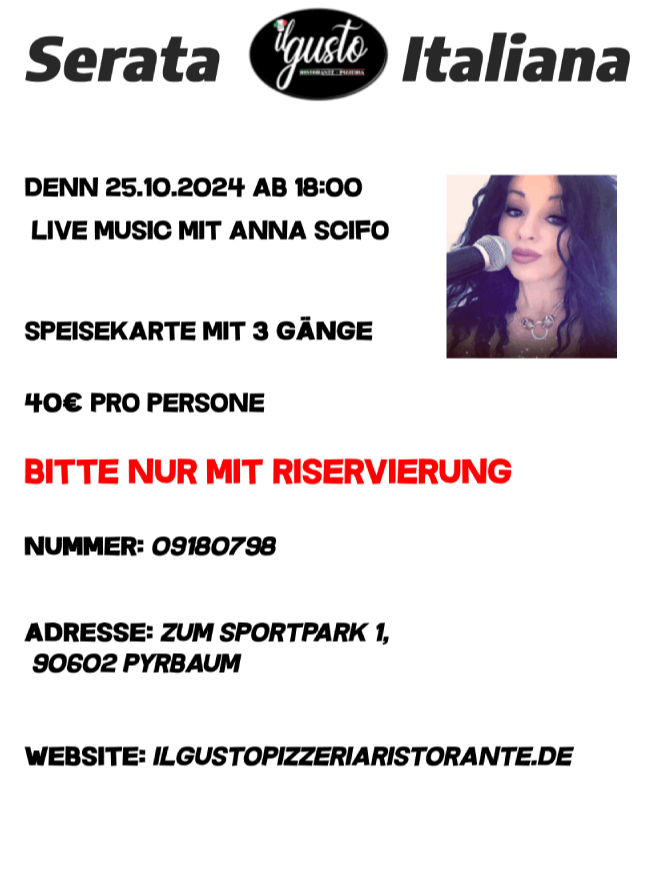 Serata il gusto Italiana
RISTORANTE - PIZZERIA
DENN 25.10.2024 AB 18:00
LIVE MUSIC MIT ANNA SCIFO
SPEISEKARTE MIT 3 GÄNGE
40€ PRO PERSONE
BITTE NUR MIT RISERVIERUNG
NUMMER: 09180798
ADRESSE: ZUM SPORTPARK 1,
90602 PYRBAUM
WEBSITE: ILGUSTOPIZZERIARISTORANTE.DE